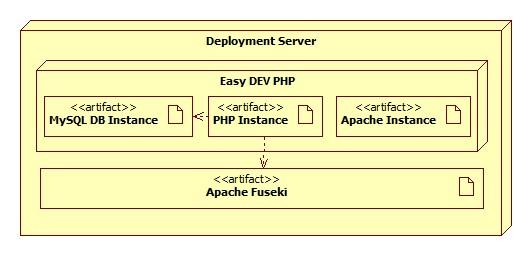 Deployment Server
Easy DEV PHP
<<artifact>>
MySQL DB Instance
<<artifact>>
PHP Instance
<<artifact>>
Apache Instance
<<artifact>>
Apache Fuseki